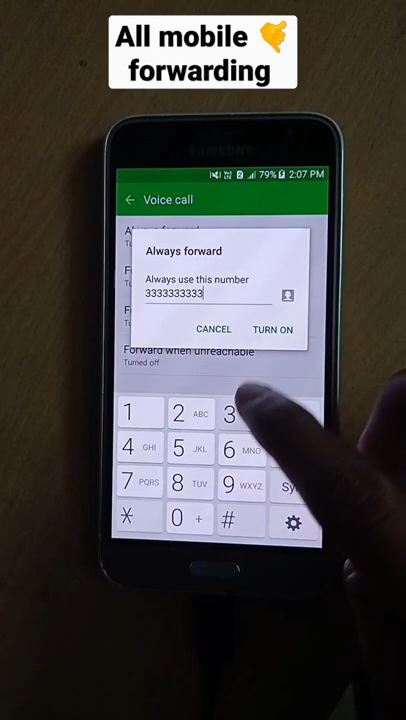 All mobile 🤙
forwarding
SAMSUNG
79% 2:07 PM
Voice call
Always forward
Always use this number
3333333333
CANCEL TURN ON
Forward when unreachable
Turned off
1 2 ABC 3
4 GHI 5 JKL 6 MNO
7 PQRS 8 TUV 9 WXYZ
* 0 + #